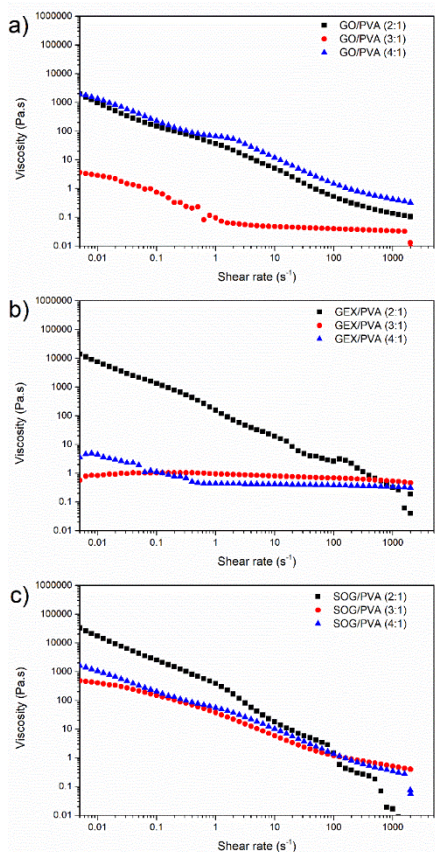 a)
GO/PVA (2:1)
GO/PVA (3:1)
GO/PVA (4:1)
1000000
100000
10000
1000
100
10
1
0.1
0.01
Viscosity (Pa.s)
0.01 0.1 1 10 100 1000
Shear rate (s⁻¹)
b)
GEX/PVA (2:1)
GEX/PVA (3:1)
GEX/PVA (4:1)
1000000
100000
10000
1000
100
10
1
0.1
0.01
Viscosity (Pa.s)
0.01 0.1 1 10 100 1000
Shear rate (s⁻¹)
c)
SOG/PVA (2:1)
SOG/PVA (3:1)
SOG/PVA (4:1)
1000000
100000
10000
1000
100
10
1
0.1
0.01
Viscosity (Pa.s)
0.01 0.1 1 10 100 1000
Shear rate (s⁻¹)